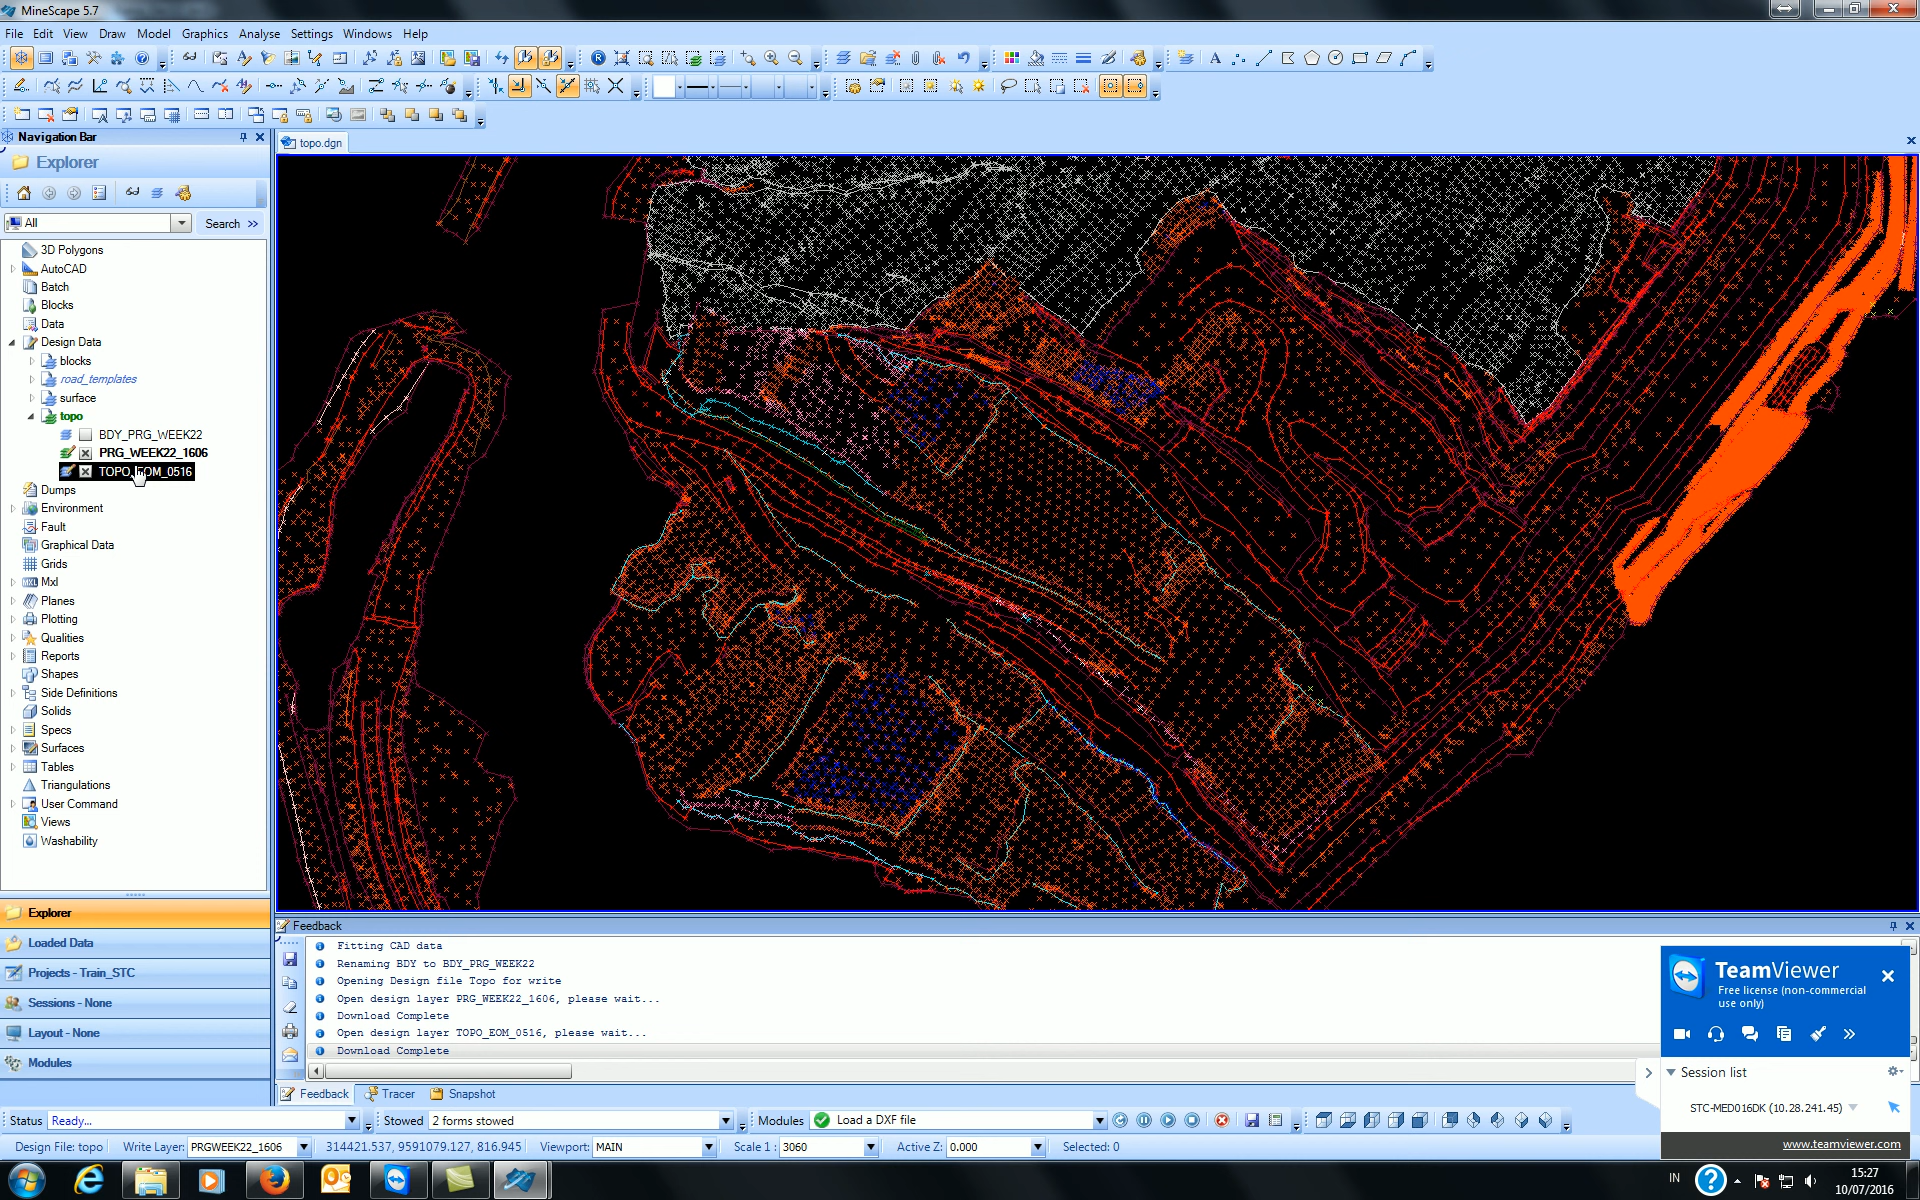 MineScape 5.7
File Edit View Draw Model Graphics Analyse Settings Windows Help
Navigation Bar
topo.dgn
Explorer
All
Search »
3D Polygons
AutoCAD
Batch
Blocks
Data
Design Data
blocks
road_templates
surface
topo
BDY_PRG_WEEK22
PRG_WEEK22_1606
TOPO_EOM_0516
Dumps
Environment
Fault
Graphical Data
Grids
Mxl
Planes
Plotting
Qualities
Reports
Shapes
Side Definitions
Solids
Specs
Surfaces
Tables
Triangulations
User Command
Views
Washability
Explorer
Loaded Data
Projects - Train_STC
Sessions - None
Layout - None
Modules
Feedback
Fitting CAD data
Renaming BDY to BDY_PRG_WEEK22
Opening Design file Topo for write
Open design layer PRG_WEEK22_1606, please wait...
Download Complete
Open design layer TOPO_EOM_0516, please wait...
Download Complete
Feedback Tracer Snapshot
TeamViewer
Free license (non-commercial
use only)
Session list
STC-MED016DK (10.28.241.45)
www.teamviewer.com
Status Ready... Stowed 2 forms stowed Modules Load a DXF file
Design File: topo Write Layer: PRGWEEK22_1606 314421.537, 9591079.127, 816.945 Viewport: MAIN Scale 1: 3060 Active Z: 0.000 Selected: 0
IN
15:27
10/07/2016